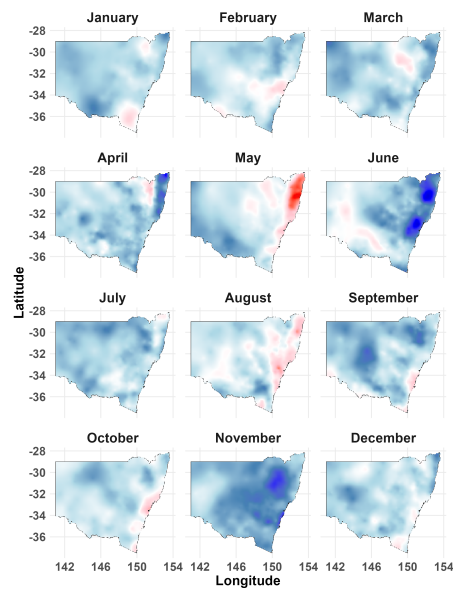 January February March
-28
-30
-32
-34
-36
April May June
-28
-30
-32
-34
-36
July August September
-28
-30
-32
-34
-36
October November December
-28
-30
-32
-34
-36
142 146 150 154 142 146 150 154 142 146 150 154
Longitude
Latitude